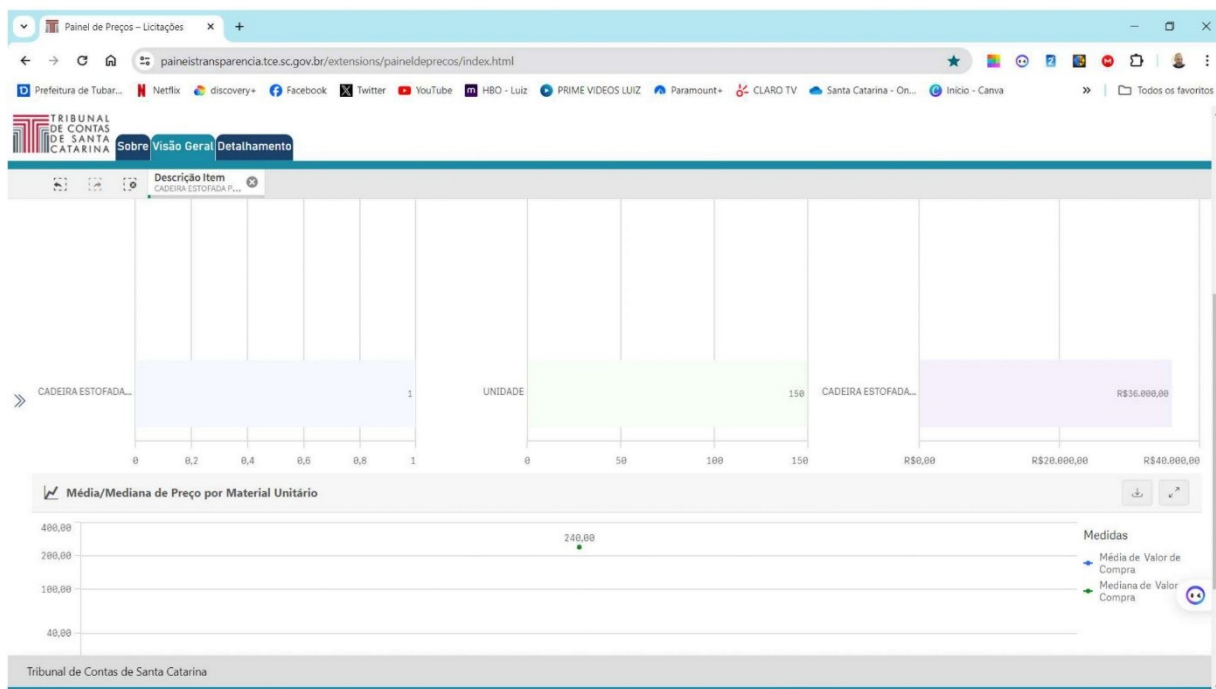 Painel de Preços – Licitações
paineistransparencia.tce.sc.gov.br/extensions/paineldeprecos/index.html
Prefeitura de Tubar... Netflix discovery+ Facebook Twitter YouTube HBO - Luiz PRIME VIDEOS LUIZ Paramount+ CLARO TV Santa Catarina - On... Início - Canva » Todos os favoritos
TRIBUNAL
DE CONTAS
DE SANTA
CATARINA
Sobre Visão Geral Detalhamento
Descrição Item
CADEIRA ESTOFADA P...
CADEIRA ESTOFADA... 1 UNIDADE 150 CADEIRA ESTOFADA... R$36.000,00
0 0,2 0,4 0,6 0,8 1 0 50 100 150 R$0,00 R$20.000,00 R$40.000,00
Média/Mediana de Preço por Material Unitário
400,00
240,00
200,00
100,00
40,00
Medidas
Média de Valor de
Compra
Mediana de Valor
Compra
Tribunal de Contas de Santa Catarina